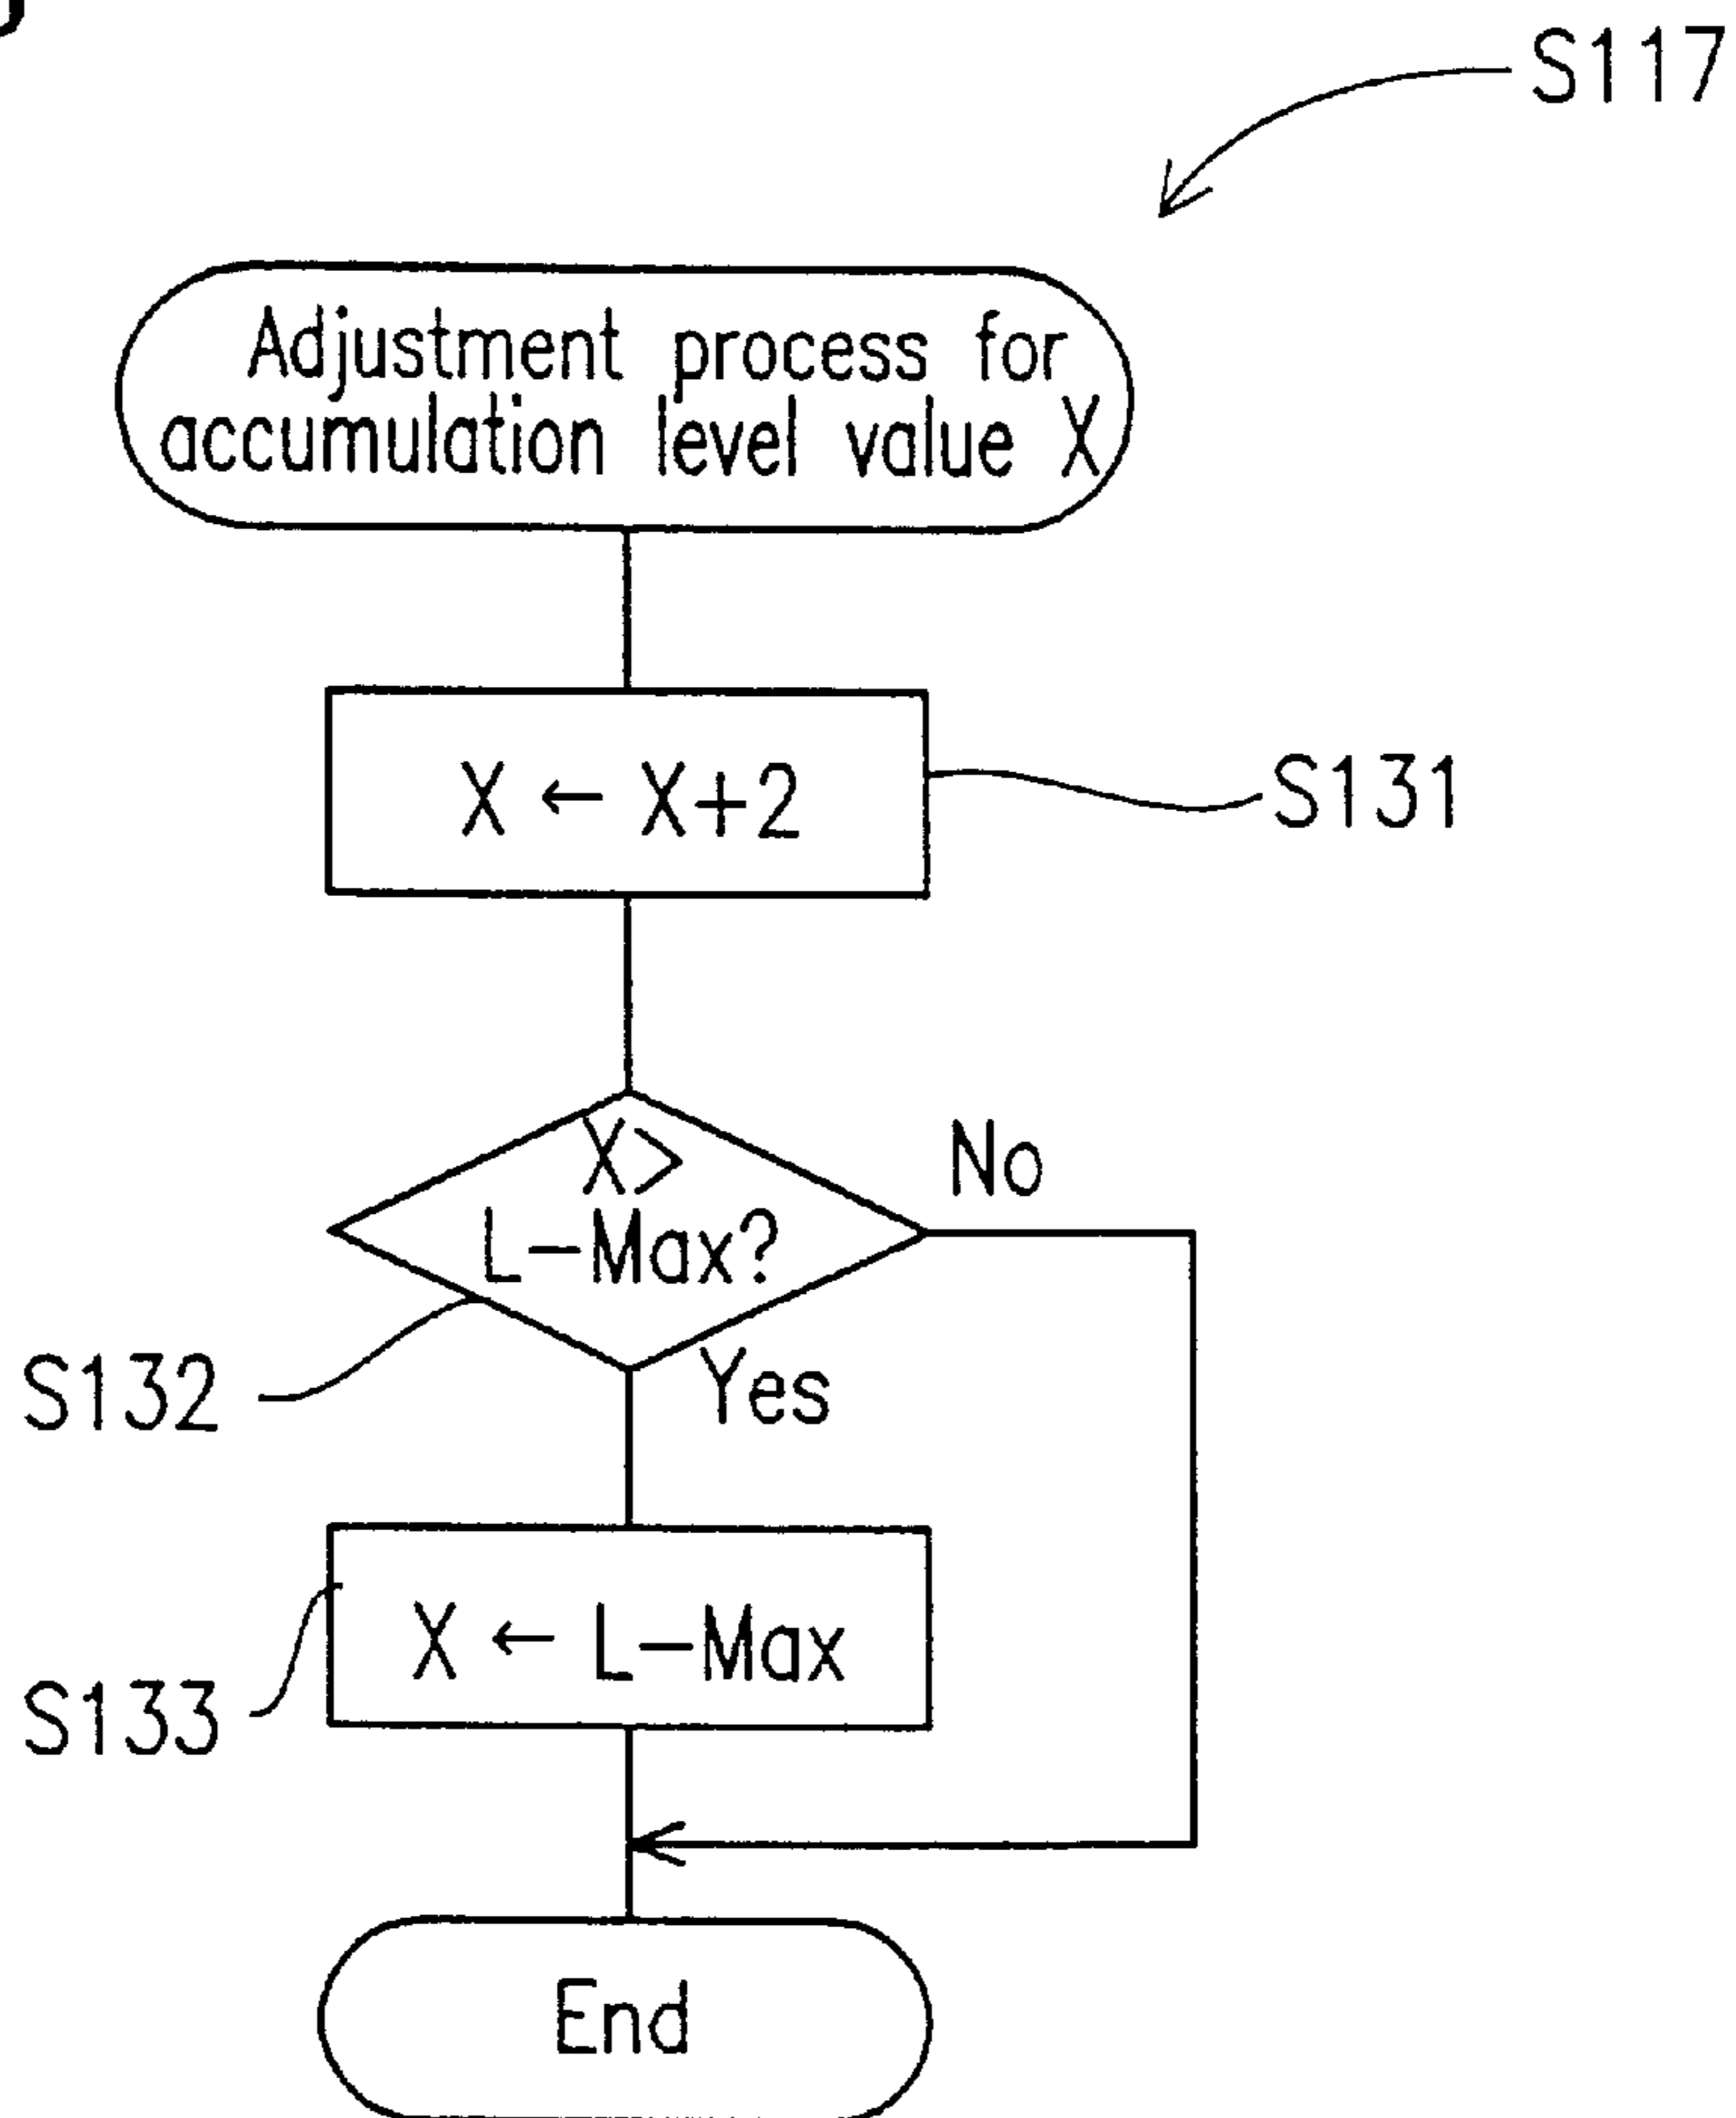 S117
Adjustment process for
accumulation level value X
X ← X+2
S131
X>
L-Max?
No
Yes
S132
X ← L-Max
S133
End